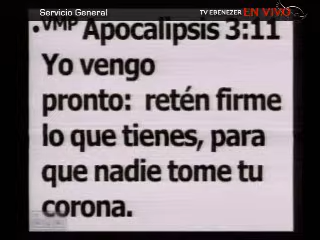 Servicio General
TV EBENEZER EN VIVO
•VMP Apocalipsis 3:11
Yo vengo
pronto: retén firme
lo que tienes, para
que nadie tome tu
corona.